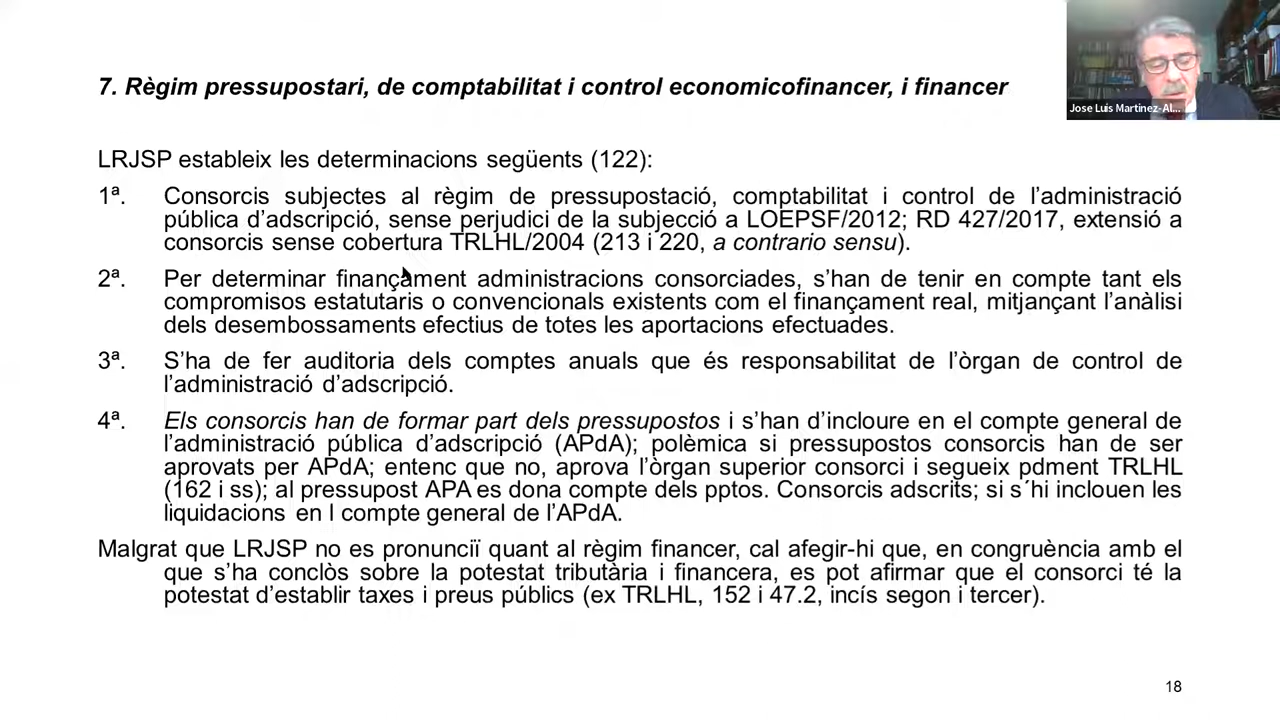 7. Règim pressupostari, de comptabilitat i control economicofinancer, i financer
Jose Luis Martinez-Al...
LRJSP estableix les determinacions següents (122):
1ª. Consorcis subjectes al règim de pressupostació, comptabilitat i control de l’administració
pública d’adscripció, sense perjudici de la subjecció a LOEPSF/2012; RD 427/2017, extensió a
consorcis sense cobertura TRLHL/2004 (213 i 220, a contrario sensu).
2ª. Per determinar finançament administracions consorciades, s’han de tenir en compte tant els
compromisos estatutaris o convencionals existents com el finançament real, mitjançant l’anàlisi
dels desembossaments efectius de totes les aportacions efectuades.
3ª. S’ha de fer auditoria dels comptes anuals que és responsabilitat de l’òrgan de control de
l’administració d’adscripció.
4ª. Els consorcis han de formar part dels pressupostos i s’han d’incloure en el compte general de
l’administració pública d’adscripció (APdA); polèmica si pressupostos consorcis han de ser
aprovats per APdA; entenc que no, aprova l’òrgan superior consorci i segueix pdment TRLHL
(162 i ss); al pressupost APA es dona compte dels pptos. Consorcis adscrits; si s´hi inclouen les
liquidacions en l compte general de l’APdA.
Malgrat que LRJSP no es pronunciï quant al règim financer, cal afegir-hi que, en congruència amb el
que s’ha conclòs sobre la potestat tributària i financera, es pot afirmar que el consorci té la
potestat d’establir taxes i preus públics (ex TRLHL, 152 i 47.2, incís segon i tercer).
18